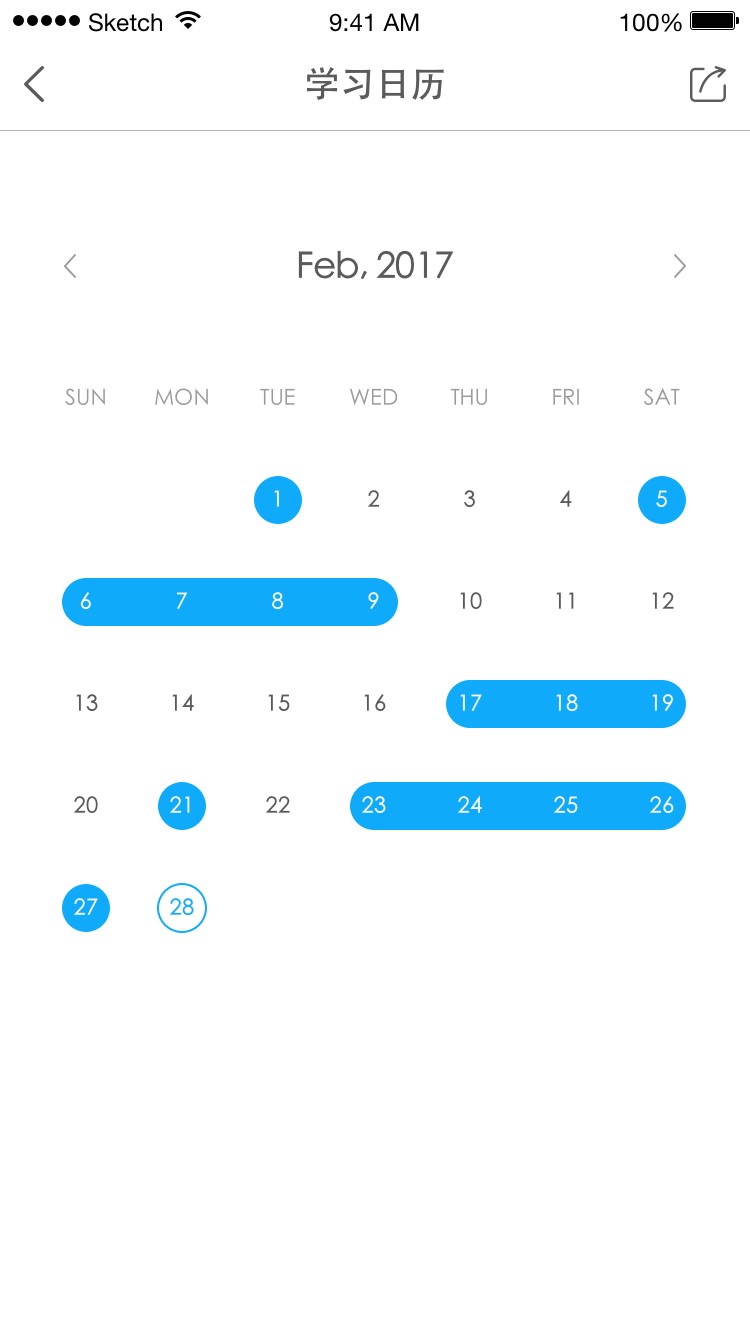 ●●●●● Sketch 9:41 AM 100%
学习日历
Feb, 2017
SUN MON TUE WED THU FRI SAT
1 2 3 4 5
6 7 8 9 10 11 12
13 14 15 16 17 18 19
20 21 22 23 24 25 26
27 28